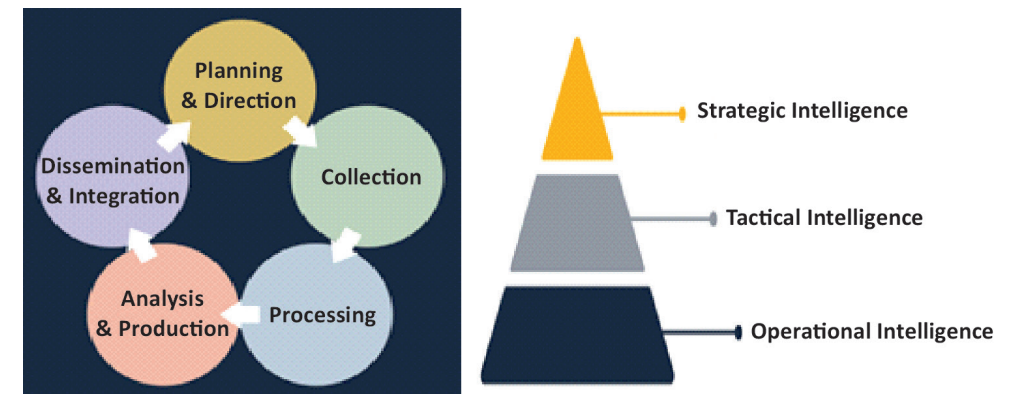 Planning
& Direction
Collection
Processing
Analysis
& Production
Dissemination
& Integration
Strategic Intelligence
Tactical Intelligence
Operational Intelligence